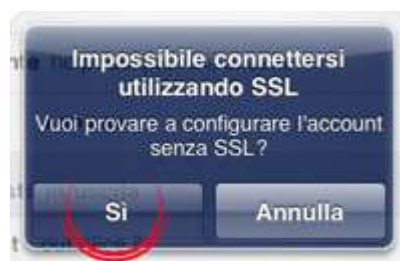 Impossibile connettersi
utilizzando SSL
Vuoi provare a configurare l'account
senza SSL?
Sì Annulla